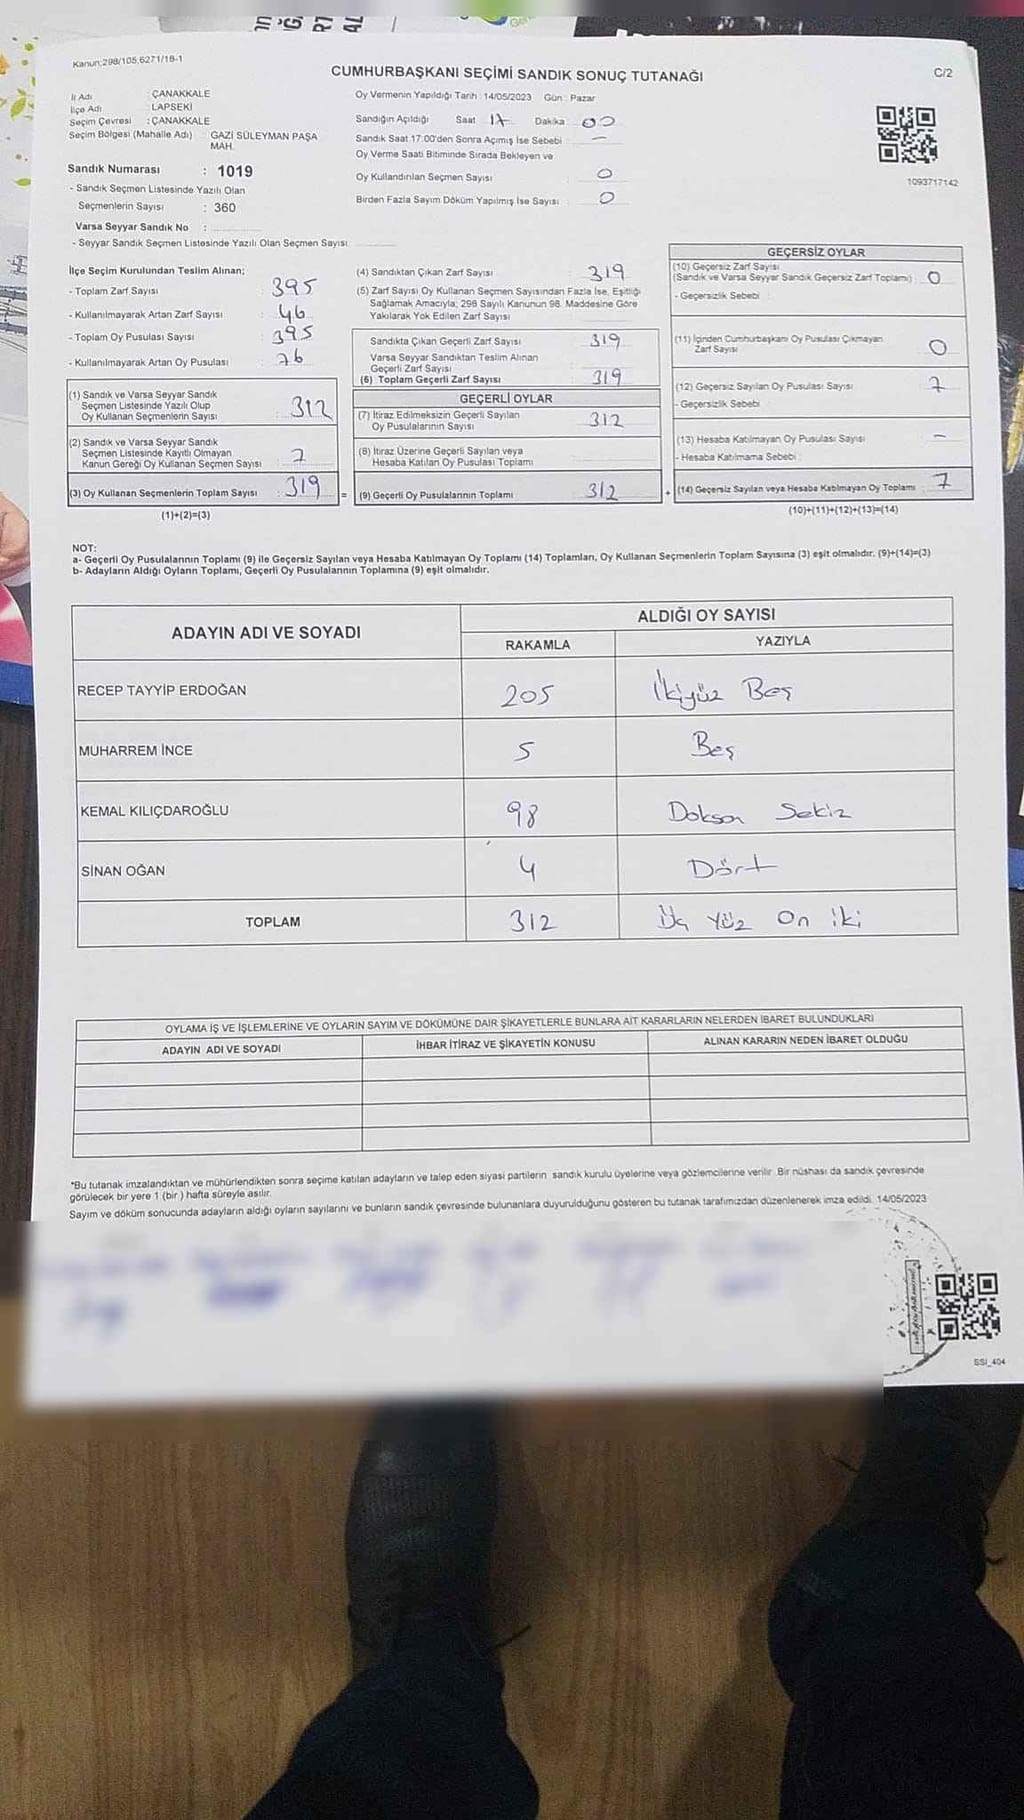 Kanun;298/105,6271/18-1
CUMHURBAŞKANI SEÇİMİ SANDIK SONUÇ TUTANAĞI
C/2
İl Adı : ÇANAKKALE
İlçe Adı : LAPSEKİ
Seçim Çevresi : ÇANAKKALE
Seçim Bölgesi (Mahalle Adı) : GAZİ SÜLEYMAN PAŞA
MAH.
Sandık Numarası : 1019
- Sandık Seçmen Listesinde Yazılı Olan
Seçmenlerin Sayısı : 360
Varsa Seyyar Sandık No :
- Seyyar Sandık Seçmen Listesinde Yazılı Olan Seçmen Sayısı:
Oy Vermenin Yapıldığı Tarih : 14/05/2023 Gün : Pazar
Sandığın Açıldığı Saat 17 Dakika 00
Sandık Saat 17:00'den Sonra Açılmış İse Sebebi : -
Oy Verme Saati Bitiminde Sırada Bekleyen ve
Oy Kullandırılan Seçmen Sayısı : 0
Birden Fazla Sayım Döküm Yapılmış İse Sayısı : 0
1093717142
İlçe Seçim Kurulundan Teslim Alınan;
- Toplam Zarf Sayısı : 395
- Kullanılmayarak Artan Zarf Sayısı : 46
- Toplam Oy Pusulası Sayısı : 395
- Kullanılmayarak Artan Oy Pusulası : 76
(1) Sandık ve Varsa Seyyar Sandık
Seçmen Listesinde Yazılı Olup
Oy Kullanan Seçmenlerin Sayısı : 312
(2) Sandık ve Varsa Seyyar Sandık
Seçmen Listesinde Kayıtlı Olmayan
Kanun Gereği Oy Kullanan Seçmen Sayısı : 7
(3) Oy Kullanan Seçmenlerin Toplam Sayısı : 319 =
(1)+(2)=(3)
(4) Sandıktan Çıkan Zarf Sayısı : 319
(5) Zarf Sayısı Oy Kullanan Seçmen Sayısından Fazla İse, Eşitliği
Sağlamak Amacıyla; 298 Sayılı Kanunun 98. Maddesine Göre
Yakılarak Yok Edilen Zarf Sayısı :
Sandıkta Çıkan Geçerli Zarf Sayısı : 319
Varsa Seyyar Sandıktan Teslim Alınan
Geçerli Zarf Sayısı :
(6) Toplam Geçerli Zarf Sayısı : 319
GEÇERLİ OYLAR
(7) İtiraz Edilmeksizin Geçerli Sayılan
Oy Pusulalarının Sayısı : 312
(8) İtiraz Üzerine Geçerli Sayılan veya
Hesaba Katılan Oy Pusulası Toplamı :
(9) Geçerli Oy Pusulalarının Toplamı : 312 +
GEÇERSİZ OYLAR
(10) Geçersiz Zarf Sayısı
(Sandık ve Varsa Seyyar Sandık Geçersiz Zarf Toplamı) : 0
- Geçersizlik Sebebi :
(11) İçinden Cumhurbaşkanı Oy Pusulası Çıkmayan
Zarf Sayısı : 0
(12) Geçersiz Sayılan Oy Pusulası Sayısı : 7
- Geçersizlik Sebebi :
(13) Hesaba Katılmayan Oy Pusulası Sayısı : -
- Hesaba Katılmama Sebebi :
(14) Geçersiz Sayılan veya Hesaba Katılmayan Oy Toplamı : 7
(10)+(11)+(12)+(13)=(14)
NOT:
a- Geçerli Oy Pusulalarının Toplamı (9) ile Geçersiz Sayılan veya Hesaba Katılmayan Oy Toplamı (14) Toplamları, Oy Kullanan Seçmenlerin Toplam Sayısına (3) eşit olmalıdır. (9)+(14)=(3)
b- Adayların Aldığı Oyların Toplamı, Geçerli Oy Pusulalarının Toplamına (9) eşit olmalıdır.
ADAYIN ADI VE SOYADI ALDIĞI OY SAYISI
RAKAMLA YAZIYLA
RECEP TAYYİP ERDOĞAN 205 İkiyüz Beş
MUHARREM İNCE 5 Beş
KEMAL KILIÇDAROĞLU 98 Doksan Sekiz
SİNAN OĞAN 4 Dört
TOPLAM 312 Üç Yüz On iki
OYLAMA İŞ VE İŞLEMLERİNE VE OYLARIN SAYIM VE DÖKÜMÜNE DAİR ŞİKAYETLERLE BUNLARA AİT KARARLARIN NELERDEN İBARET BULUNDUKLARI
ADAYIN ADI VE SOYADI İHBAR İTİRAZ VE ŞİKAYETİN KONUSU ALINAN KARARIN NEDEN İBARET OLDUĞU
*Bu tutanak imzalandıktan ve mühürlendikten sonra seçime katılan adayların ve talep eden siyasi partilerin sandık kurulu üyelerine veya gözlemcilerine verilir. Bir nüshası da sandık çevresinde
görülecek bir yere 1 (bir ) hafta süreyle asılır.
Sayım ve döküm sonucunda adayların aldığı oyların sayılarını ve bunların sandık çevresinde bulunanlara duyurulduğunu gösteren bu tutanak tarafımızdan düzenlenerek imza edildi. 14/05/2023
SSI_404